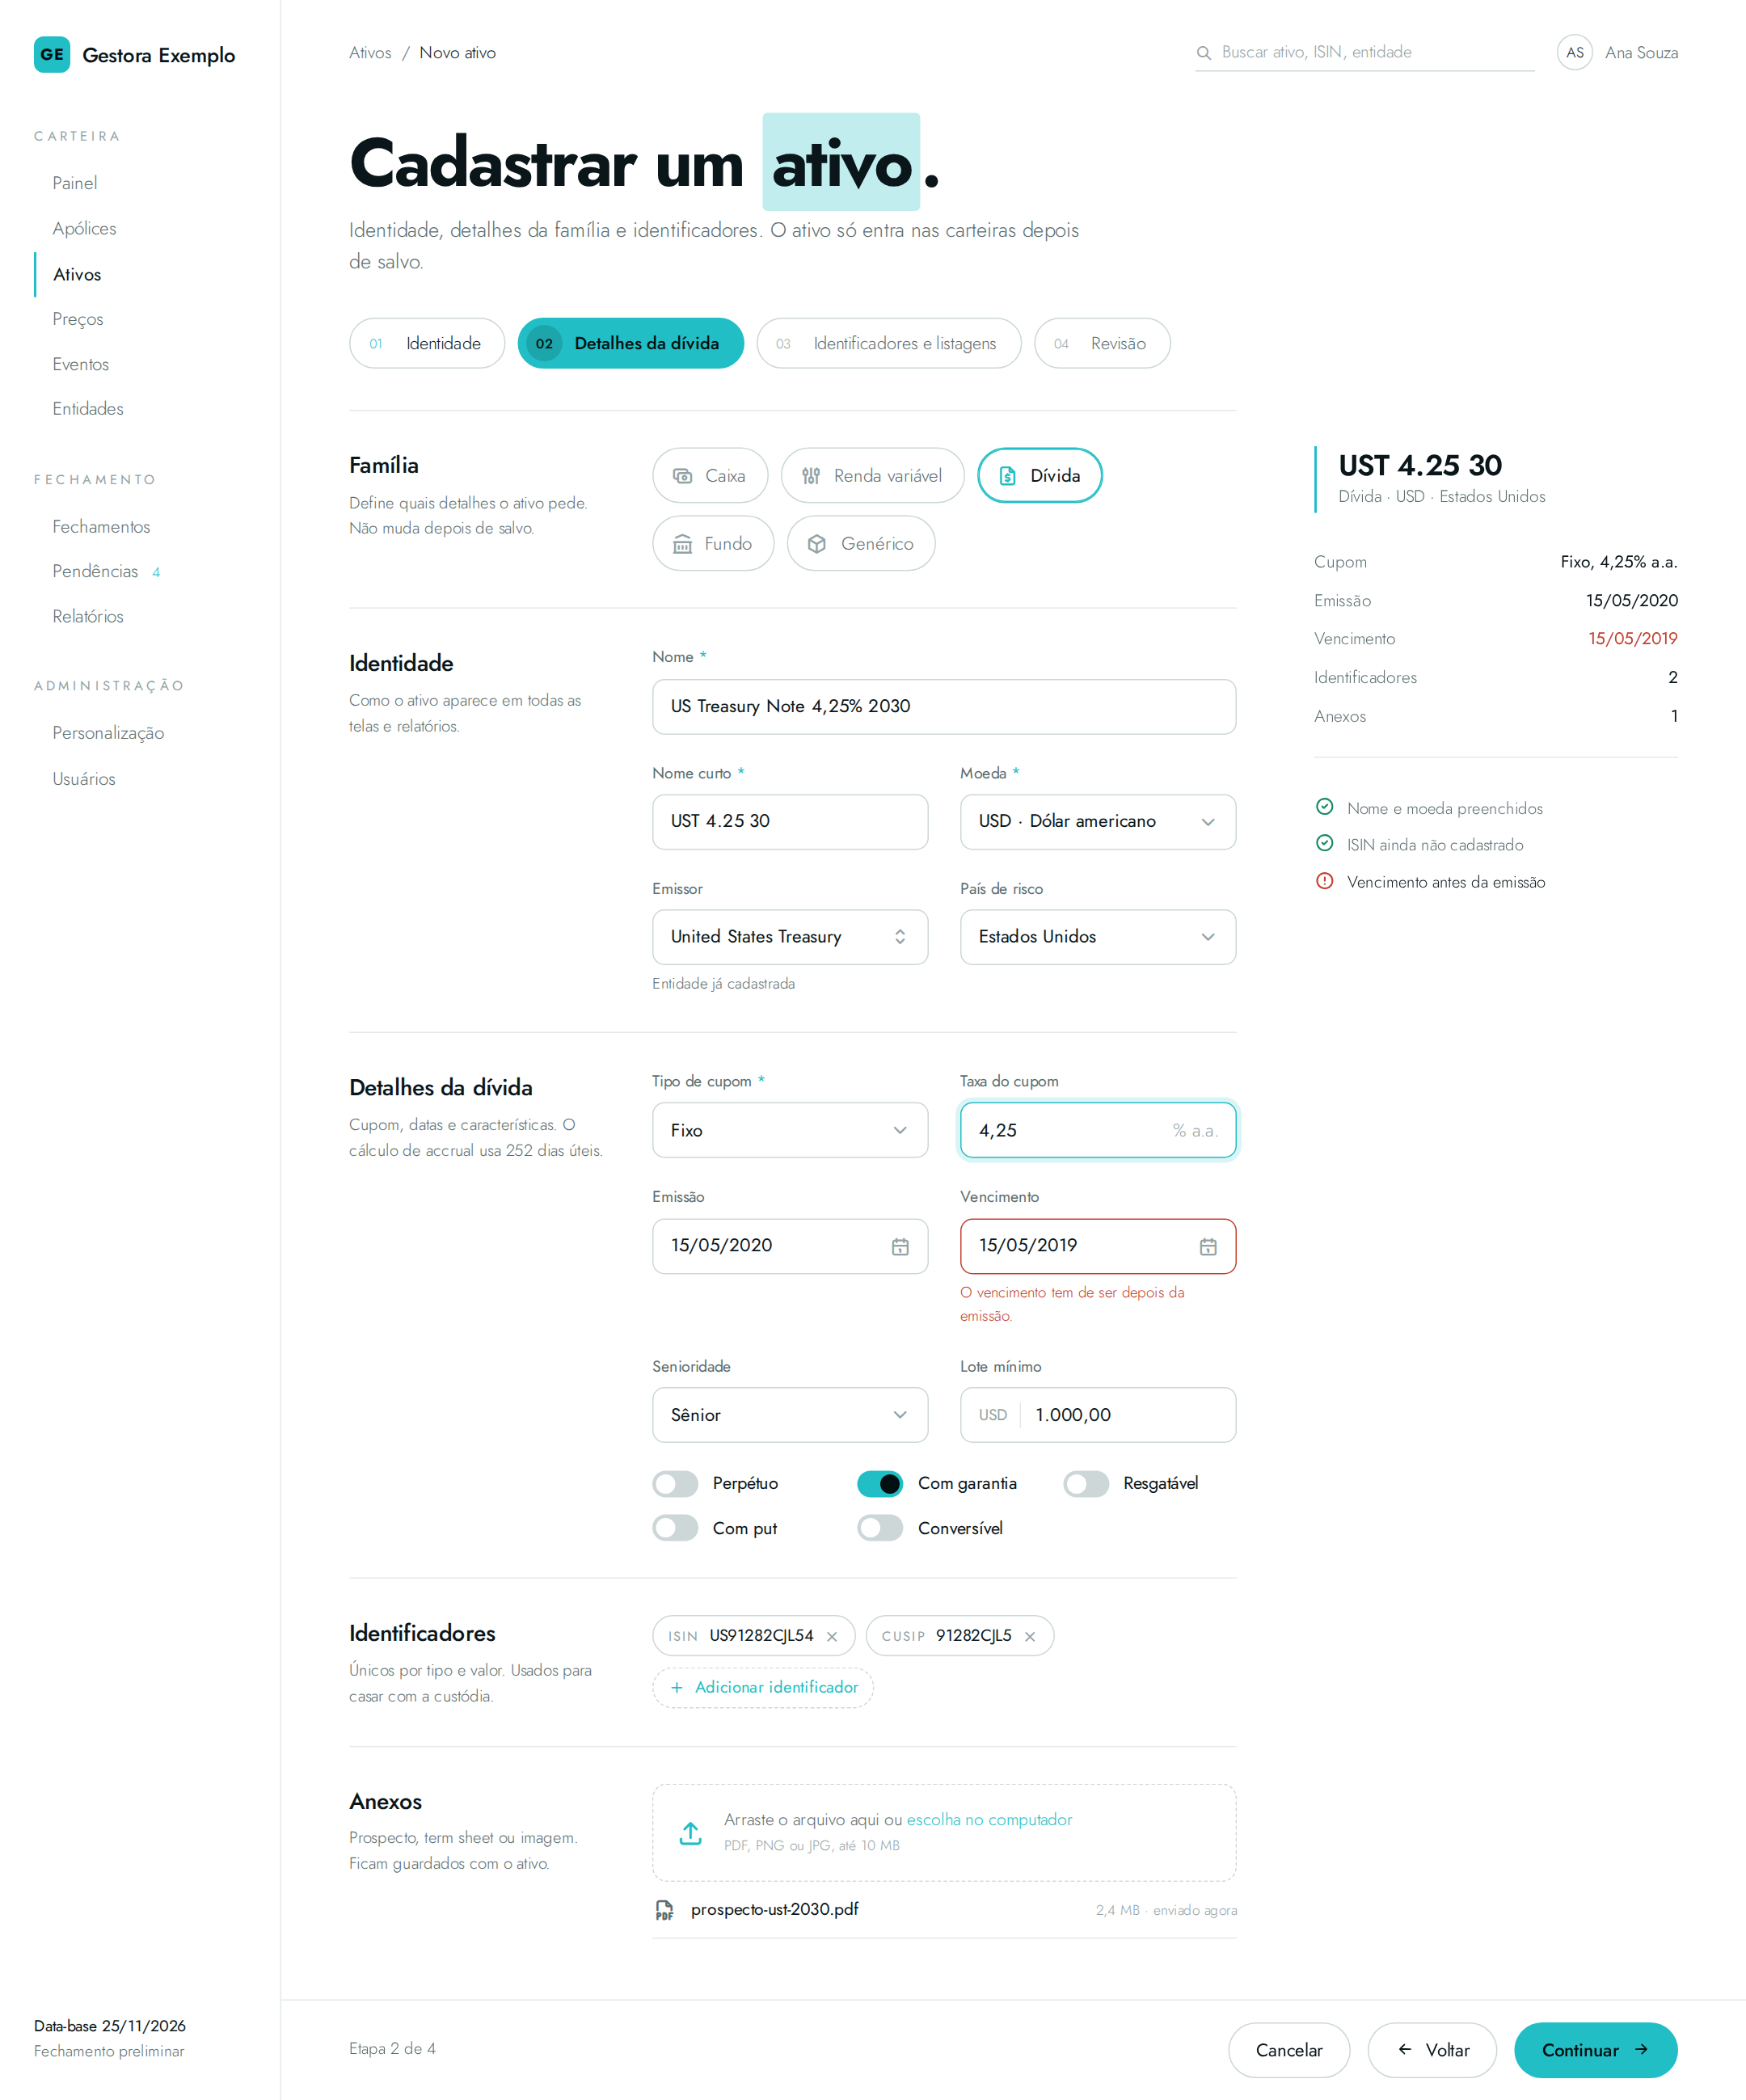 GE Gestora Exemplo
CARTEIRA
Painel
Apólices
Ativos
Preços
Eventos
Entidades
FECHAMENTO
Fechamentos
Pendências 4
Relatórios
ADMINISTRAÇÃO
Personalização
Usuários
Data-base 25/11/2026
Fechamento preliminar
Ativos / Novo ativo
Buscar ativo, ISIN, entidade
AS Ana Souza
Cadastrar um ativo.
Identidade, detalhes da família e identificadores. O ativo só entra nas carteiras depois
de salvo.
01 Identidade
02 Detalhes da dívida
03 Identificadores e listagens
04 Revisão
Família
Define quais detalhes o ativo pede.
Não muda depois de salvo.
Caixa
Renda variável
Dívida
Fundo
Genérico
Identidade
Como o ativo aparece em todas as
telas e relatórios.
Nome *
US Treasury Note 4,25% 2030
Nome curto *
UST 4.25 30
Moeda *
USD · Dólar americano
Emissor
United States Treasury
Entidade já cadastrada
País de risco
Estados Unidos
Detalhes da dívida
Cupom, datas e características. O
cálculo de accrual usa 252 dias úteis.
Tipo de cupom *
Fixo
Taxa do cupom
4,25 % a.a.
Emissão
15/05/2020
Vencimento
15/05/2019
O vencimento tem de ser depois da
emissão.
Senioridade
Sênior
Lote mínimo
USD 1.000,00
Perpétuo
Com garantia
Resgatável
Com put
Conversível
Identificadores
Únicos por tipo e valor. Usados para
casar com a custódia.
ISIN US91282CJL54
CUSIP 91282CJL5
Adicionar identificador
Anexos
Prospecto, term sheet ou imagem.
Ficam guardados com o ativo.
Arraste o arquivo aqui ou escolha no computador
PDF, PNG ou JPG, até 10 MB
PDF prospecto-ust-2030.pdf
2,4 MB · enviado agora
UST 4.25 30
Dívida · USD · Estados Unidos
Cupom Fixo, 4,25% a.a.
Emissão 15/05/2020
Vencimento 15/05/2019
Identificadores 2
Anexos 1
Nome e moeda preenchidos
ISIN ainda não cadastrado
Vencimento antes da emissão
Etapa 2 de 4
Cancelar
Voltar
Continuar